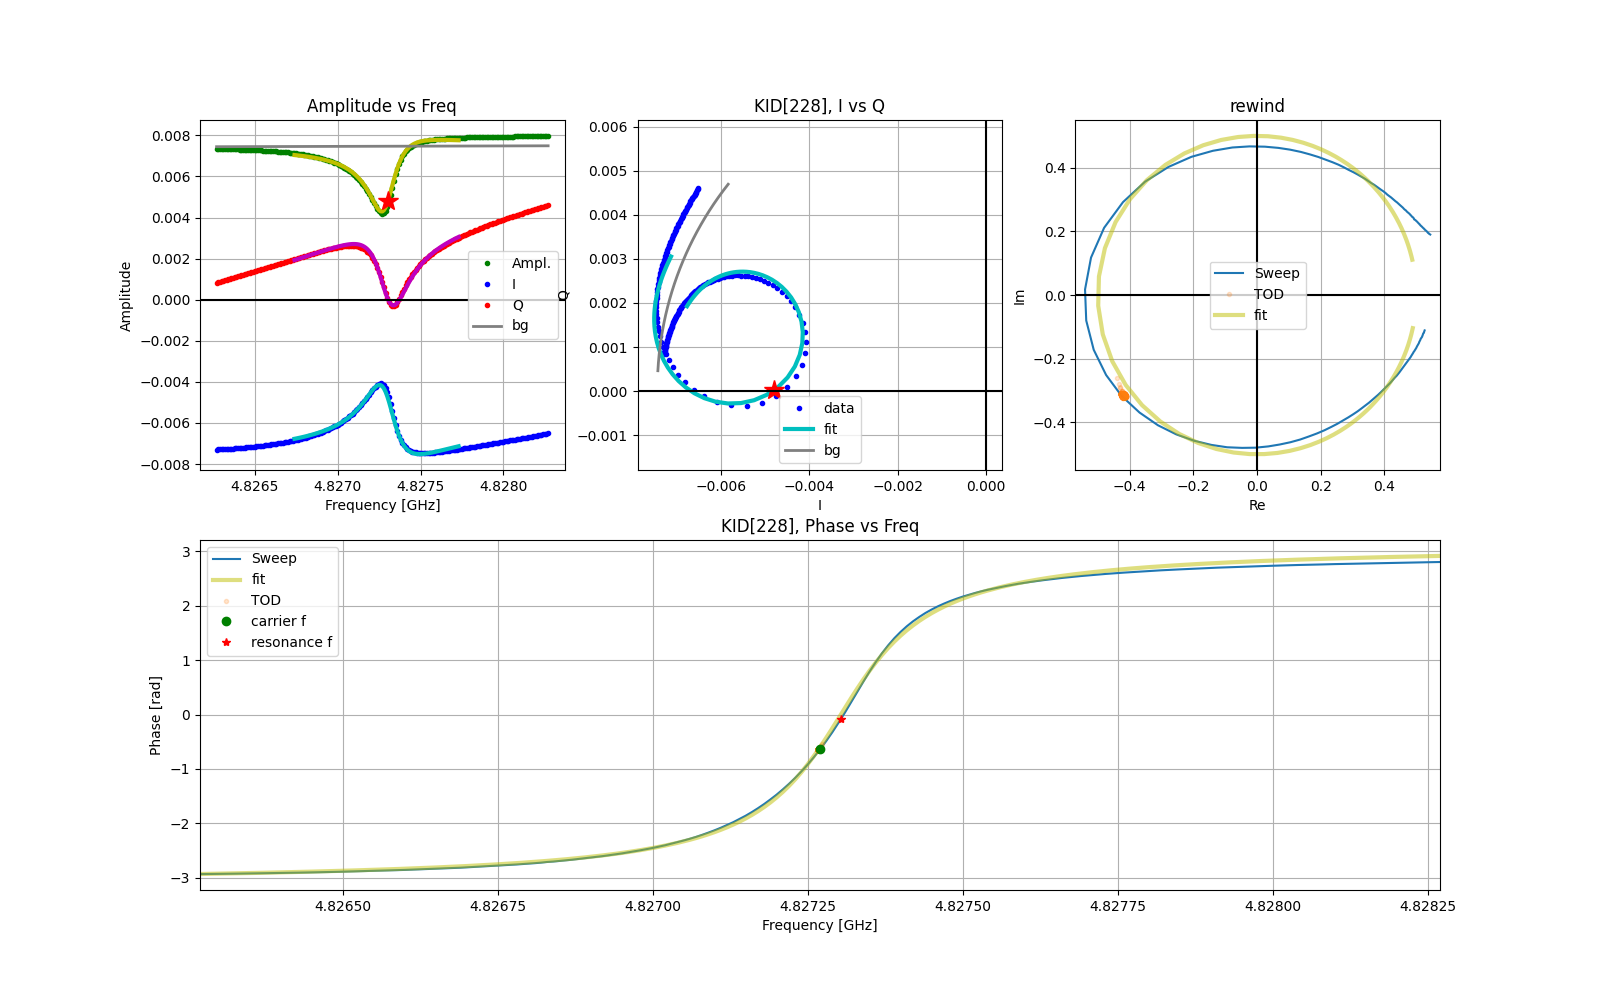 Amplitude vs Freq
0.008
0.006
0.004
0.002
0.000
−0.002
−0.004
−0.006
−0.008
Amplitude
Ampl.
I
Q
bg
4.8265
4.8270
4.8275
4.8280
Frequency [GHz]
KID[228], I vs Q
0.006
0.005
0.004
0.003
0.002
0.001
0.000
−0.001
Q
data
fit
bg
−0.006
−0.004
−0.002
0.000
I
rewind
0.4
0.2
0.0
−0.2
−0.4
Im
Sweep
TOD
fit
−0.4
−0.2
0.0
0.2
0.4
Re
KID[228], Phase vs Freq
3
2
1
0
−1
−2
−3
Phase [rad]
Sweep
fit
TOD
carrier f
resonance f
4.82650
4.82675
4.82700
4.82725
4.82750
4.82775
4.82800
4.82825
Frequency [GHz]